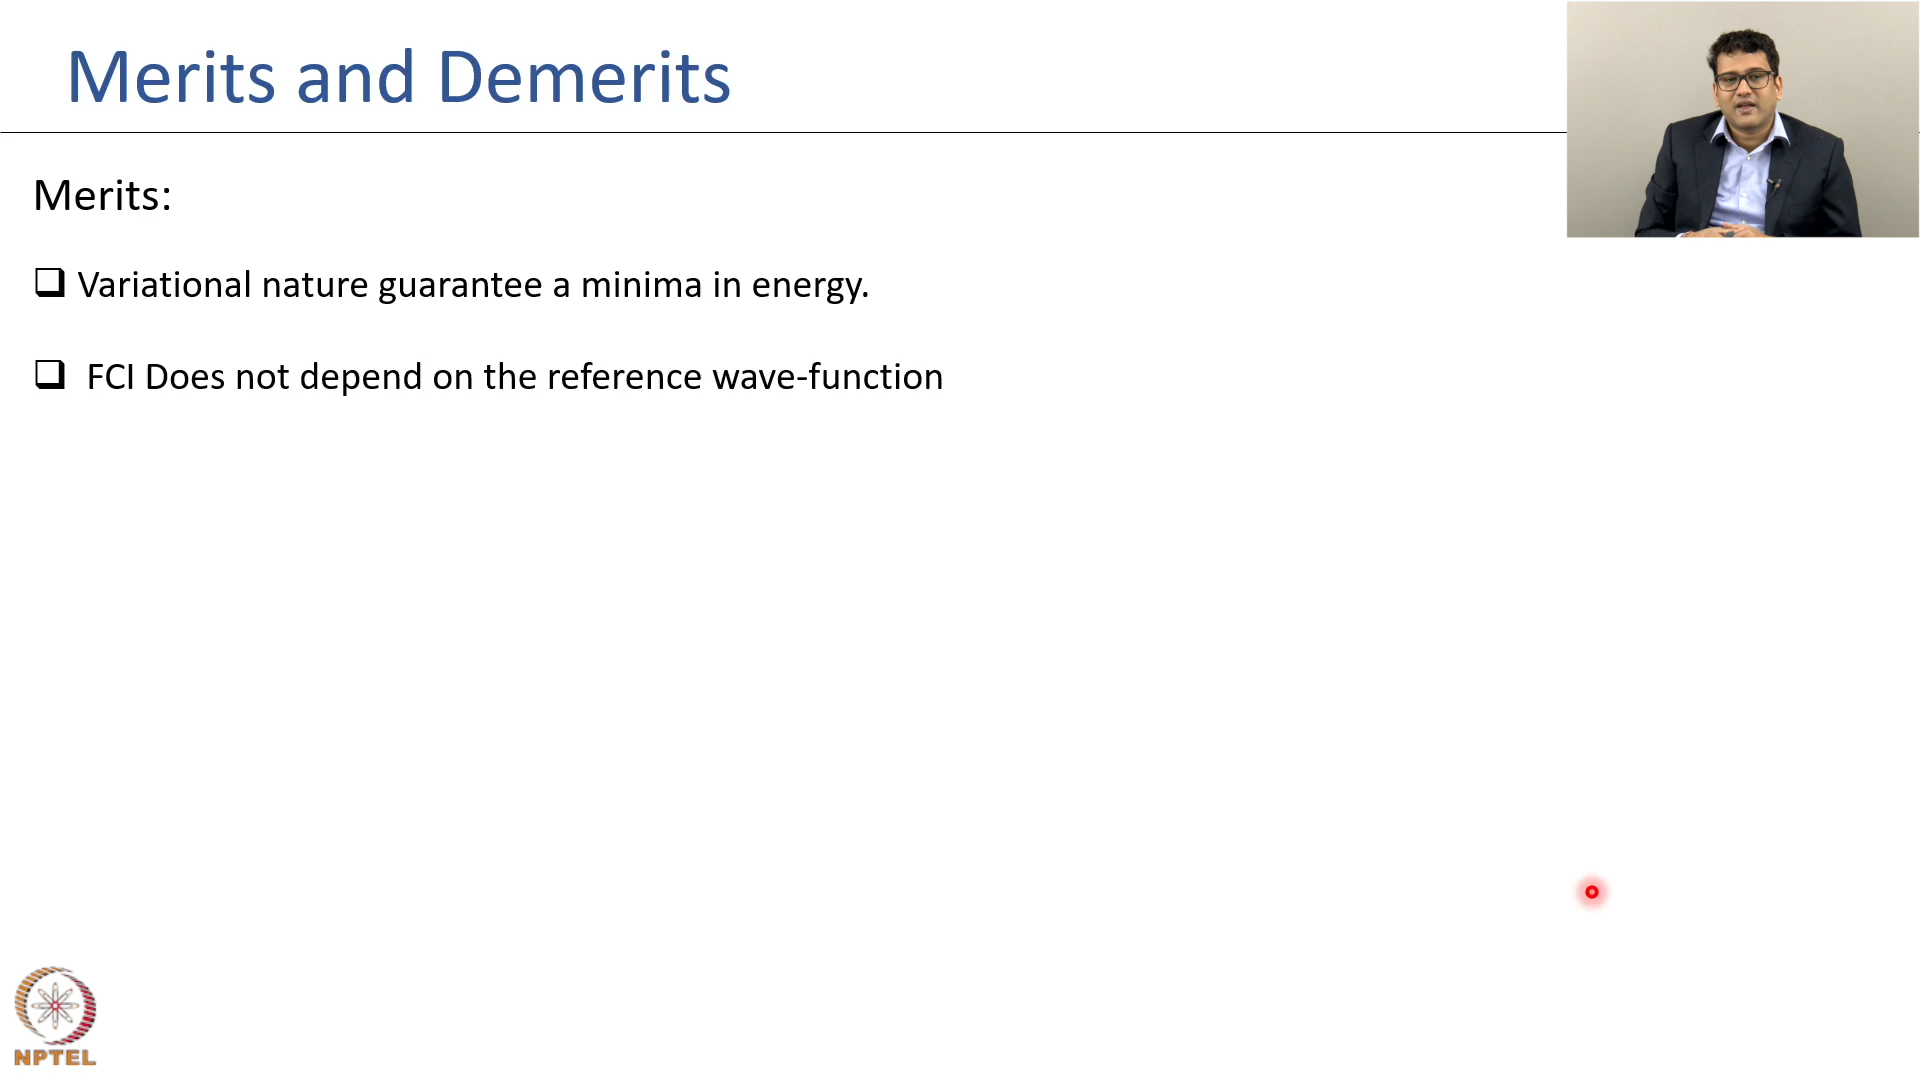 Merits and Demerits
Merits:
Variational nature guarantee a minima in energy.
FCI Does not depend on the reference wave-function
NPTEL